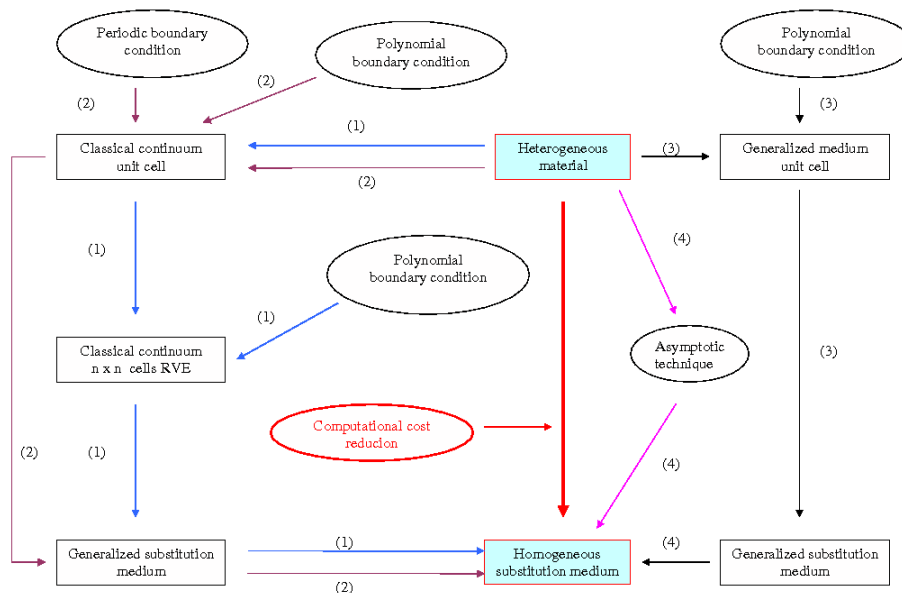 Periodic boundary
condition
Polynomial
boundary condition
Polynomial
boundary condition
(2)
(2)
(3)
(1)
Classical continuum
unit cell
Heterogeneous
material
(3)
Generalized medium
unit cell
(2)
(1)
(4)
Polynomial
boundary condition
(1)
Classical continuum
n x n cells RVE
Asymptotic
technique
(3)
Computational cost
reducion
(2)
(1)
(4)
Generalized substitution
medium
(1)
Homogeneous
substitution medium
(4)
Generalized substitution
medium
(2)